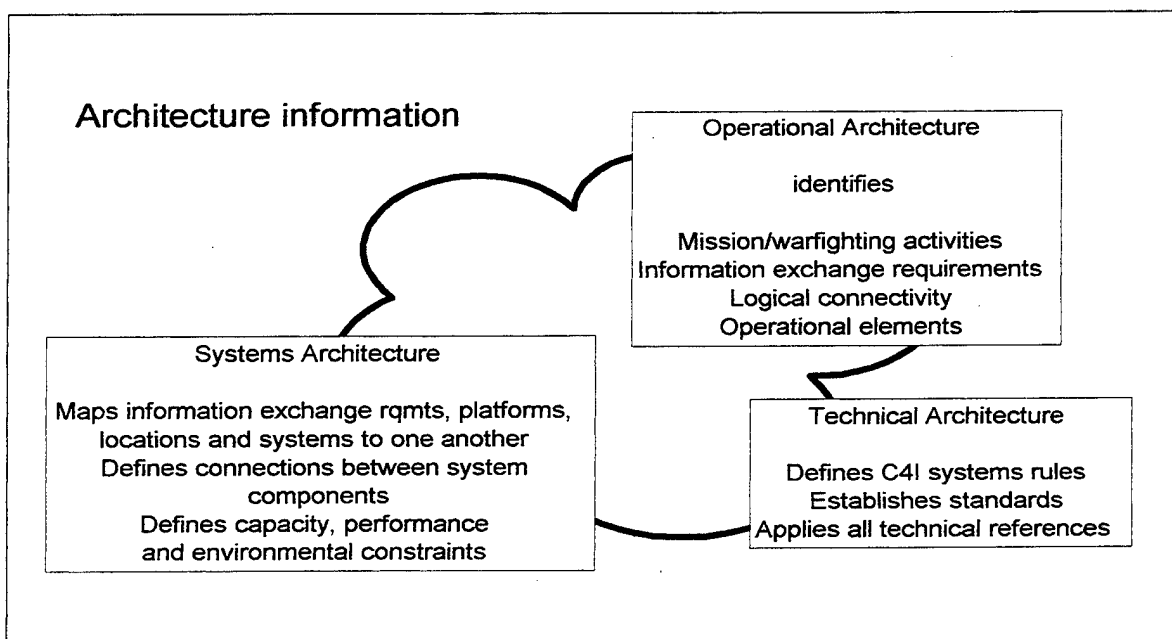 Architecture information
Operational Architecture
identifies
Mission/warfighting activities
Information exchange requirements
Logical connectivity
Operational elements
Systems Architecture
Maps information exchange rqmts, platforms,
locations and systems to one another
Defines connections between system
components
Defines capacity, performance
and environmental constraints
Technical Architecture
Defines C4I systems rules
Establishes standards
Applies all technical references